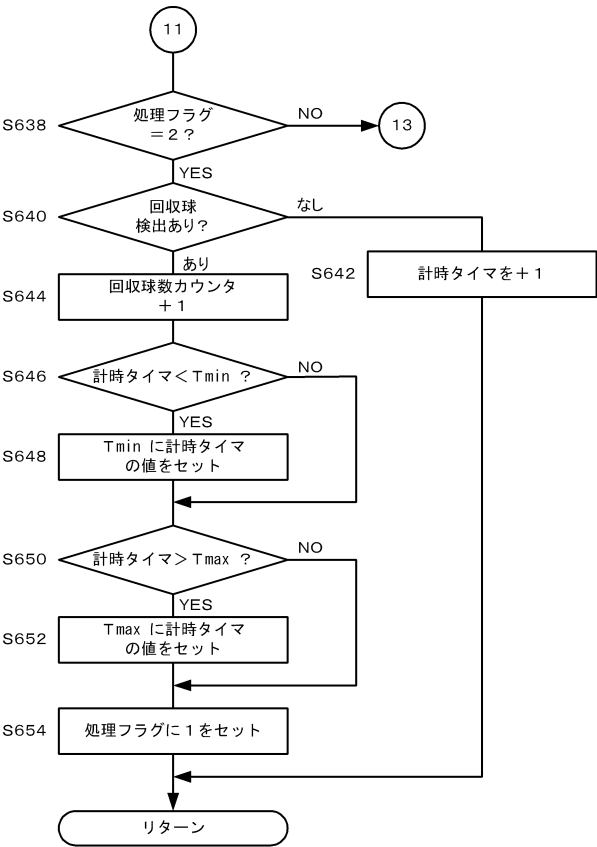 11
S638
処理フラグ
＝２？
NO
13
YES
S640
回収球
検出あり？
なし
あり
S642
計時タイマを＋１
S644
回収球数カウンタ
＋１
S646
計時タイマ＜Ｔmin ？
NO
YES
S648
Ｔmin に計時タイマ
の値をセット
S650
計時タイマ＞Ｔmax ？
NO
YES
S652
Ｔmax に計時タイマ
の値をセット
S654
処理フラグに１をセット
リターン